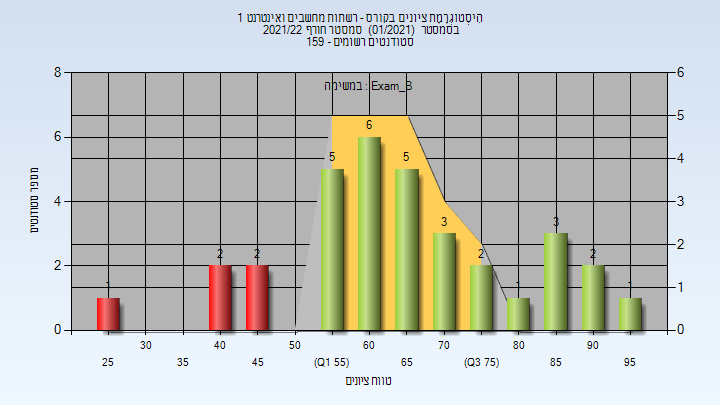 הִיסְטוֹגְרָמַת ציונים בקורס - רשתות מחשבים ואינטרנט 1
בסמסטר (01/2021) סמסטר חורף 2021/22
סטודנטים רשומים - 159
במשימה : Exam_B
מספר סטודנטים
8 6 4 2 0
6 5 4 3 2 1 0
1 2 2 5 6 5 3 2 1 3 2 1
30 40 50 60 70 80 90
25 35 45 (Q1 55) 65 (Q3 75) 85 95
טווח ציונים